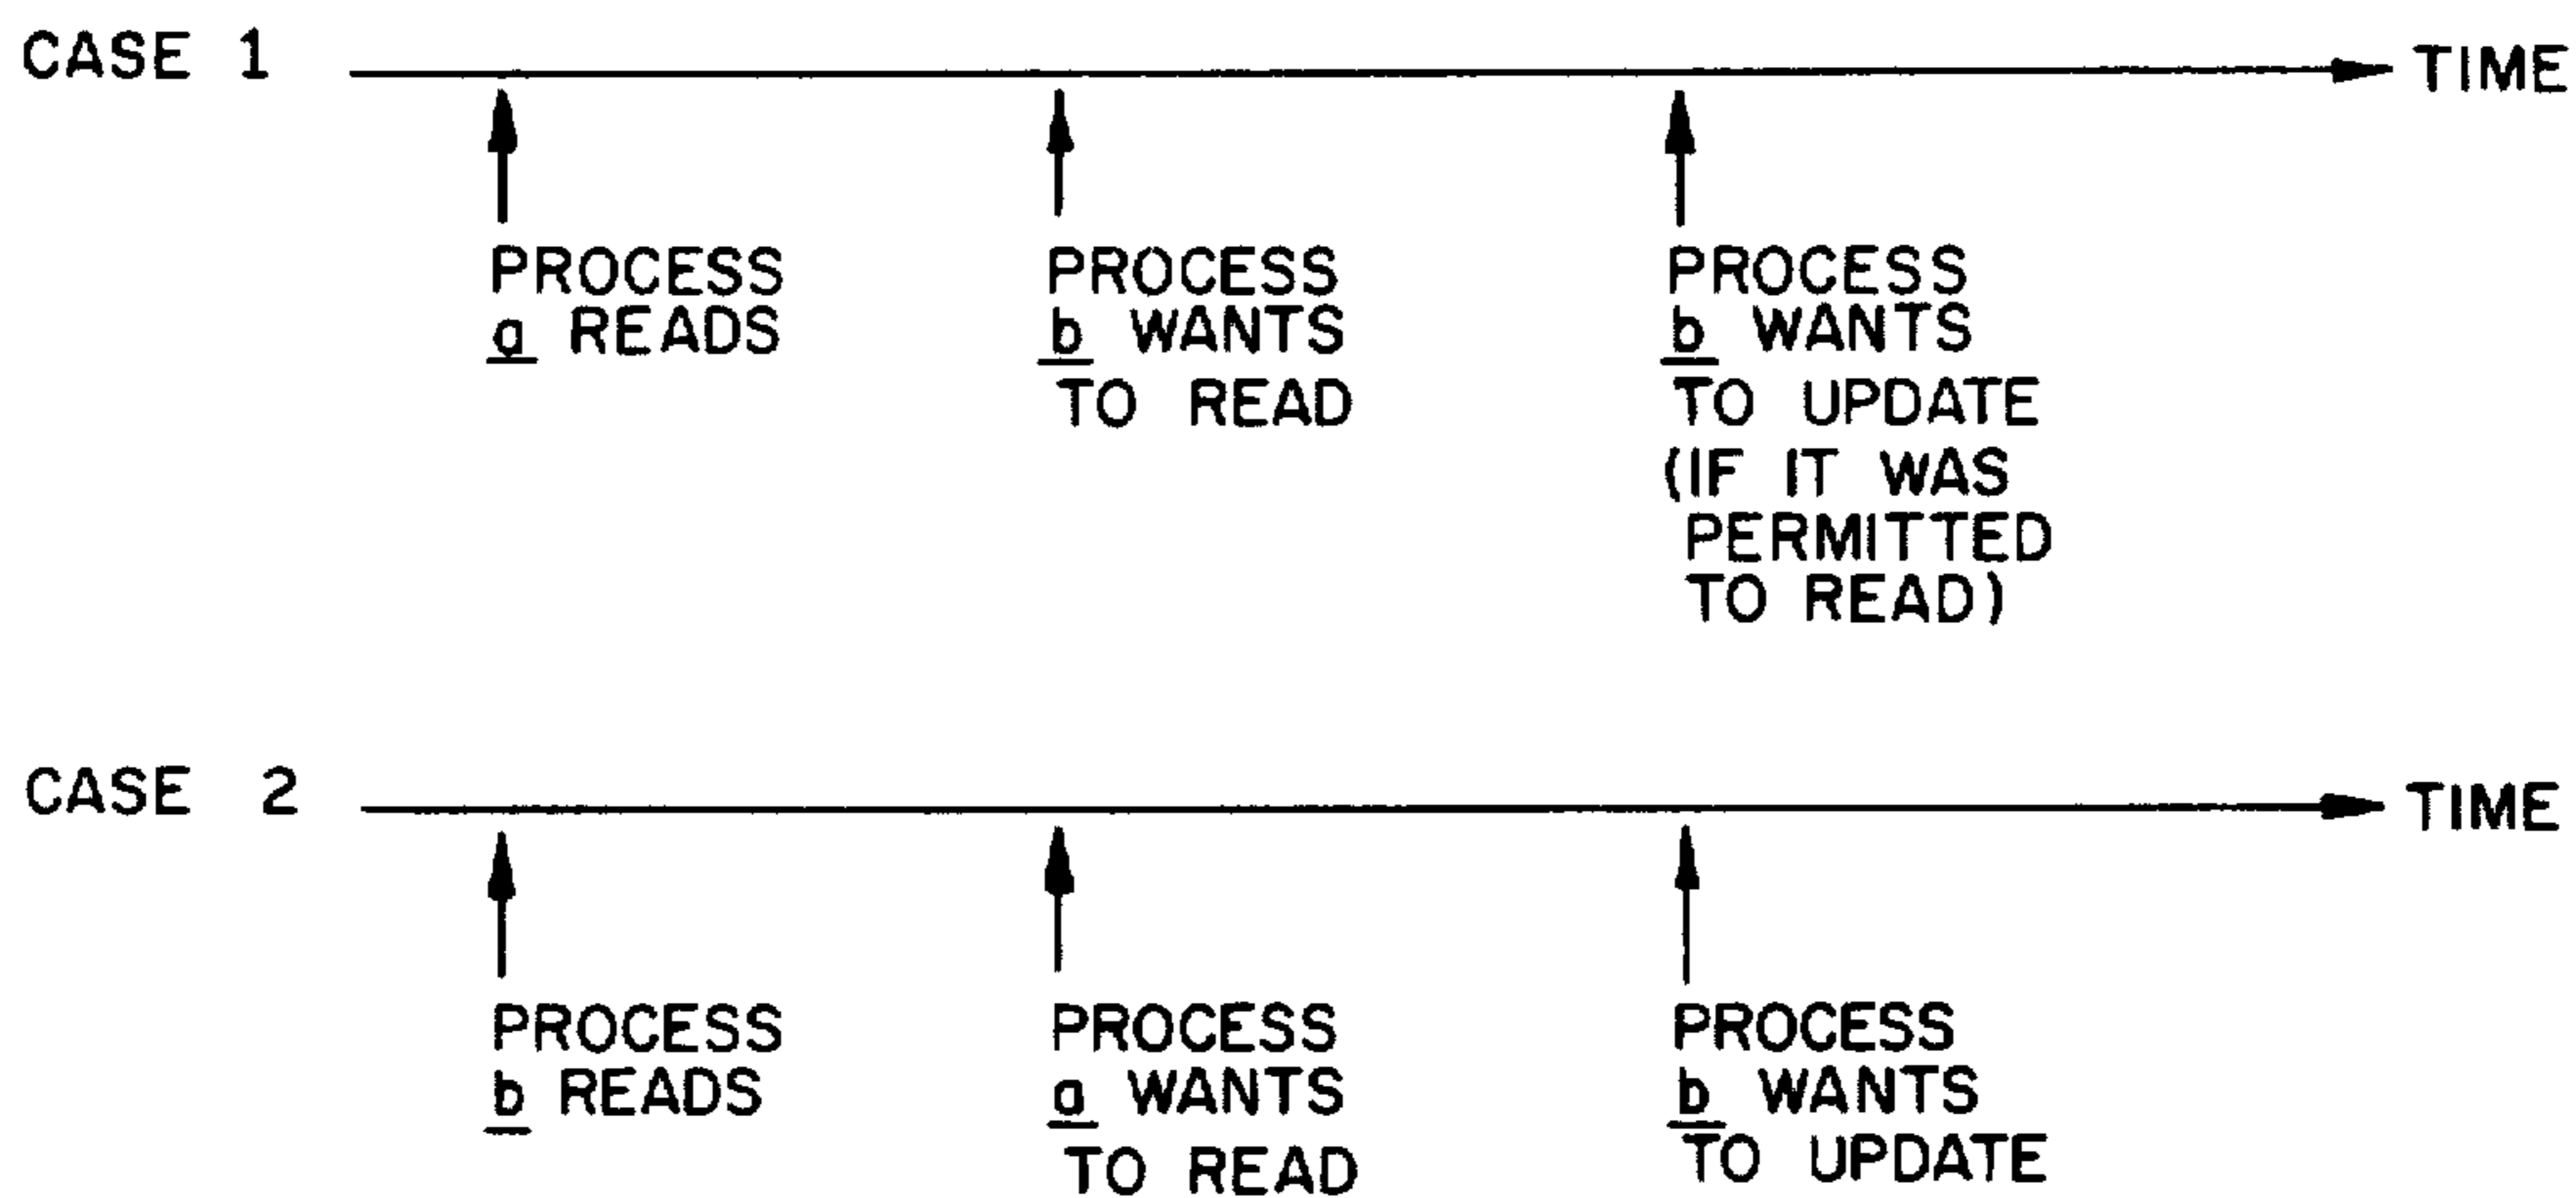 CASE 1
TIME
PROCESS
a READS
PROCESS
b WANTS
TO READ
PROCESS
b WANTS
TO UPDATE
(IF IT WAS
PERMITTED
TO READ)
CASE 2
TIME
PROCESS
b READS
PROCESS
a WANTS
TO READ
PROCESS
b WANTS
TO UPDATE